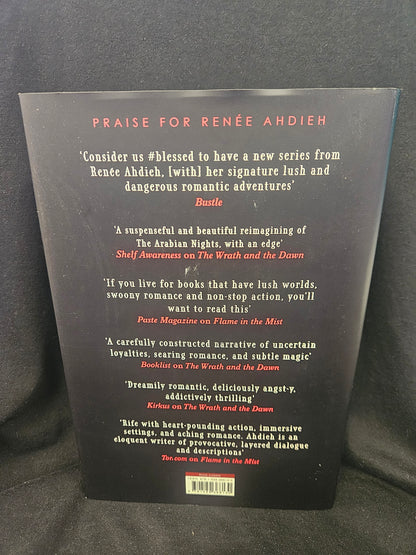 PRAISE FOR RENÉE AHDIEH
'Consider us #blessed to have a new series from
Renée Ahdieh, [with] her signature lush and
dangerous romantic adventures'
Bustle
'A suspenseful and beautiful reimagining of
The Arabian Nights, with an edge'
Shelf Awareness on The Wrath and the Dawn
'If you live for books that have lush worlds,
swoony romance and non-stop action, you'll
want to read this'
Paste Magazine on Flame in the Mist
'A carefully constructed narrative of uncertain
loyalties, searing romance, and subtle magic'
Booklist on The Wrath and the Dawn
'Dreamily romantic, deliciously angst-y,
addictively thrilling'
Kirkus on The Wrath and the Dawn
'Rife with heart-pounding action, immersive
settings, and aching romance. Ahdieh is an
eloquent writer of provocative, layered dialogue
and descriptions'
Tor.com on Flame in the Mist